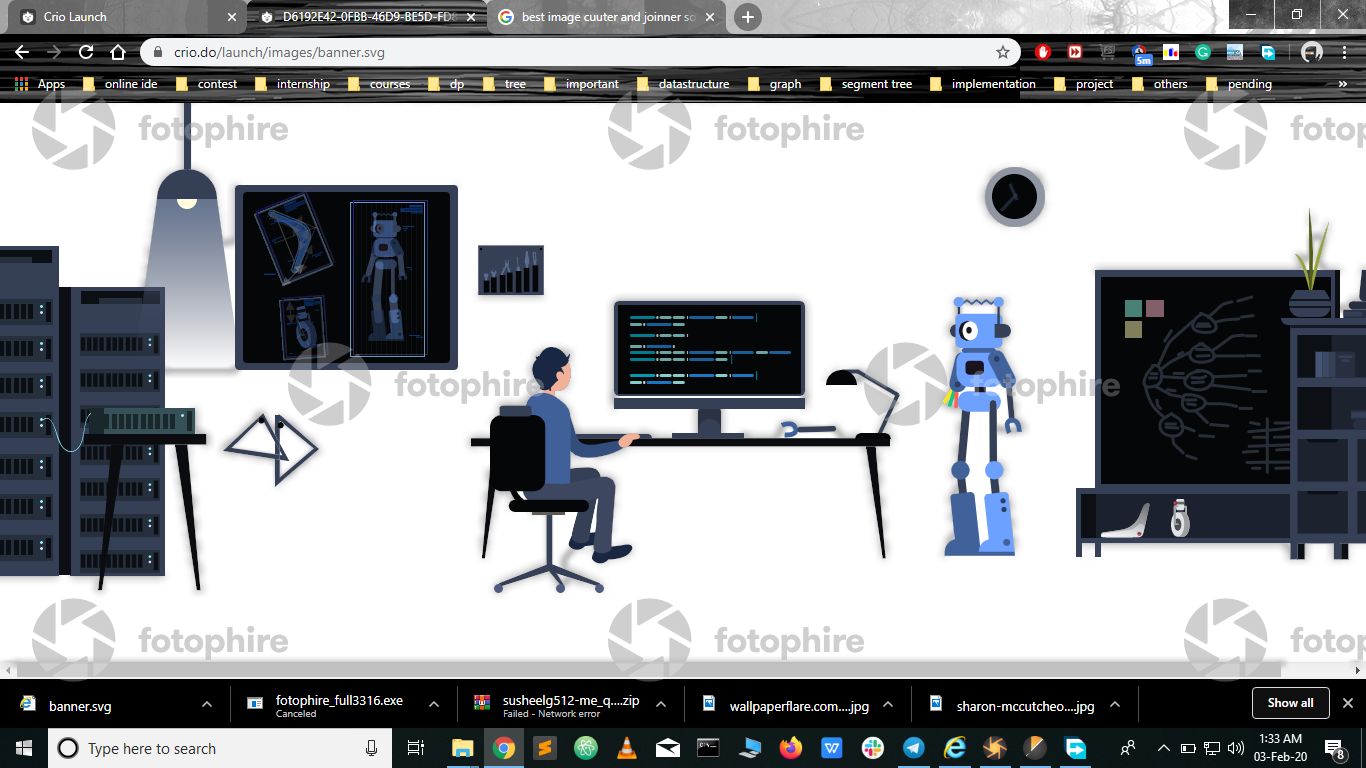 Crio Launch
D6192E42-0FBB-46D9-BE5D-FD8
best image cuuter and joinner so
crio.do/launch/images/banner.svg
5m
Apps online ide contest internship courses dp tree important datastructure graph segment tree implementation project others pending »
fotophire fotophire foto
fotophire fotophire
fotophire fotophire foto
banner.svg
fotophire_full3316.exe
Canceled
susheelg512-me_q....zip
Failed - Network error
wallpaperflare.com....jpg
sharon-mccutcheo....jpg
Show all
Type here to search
1:33 AM
03-Feb-20
8